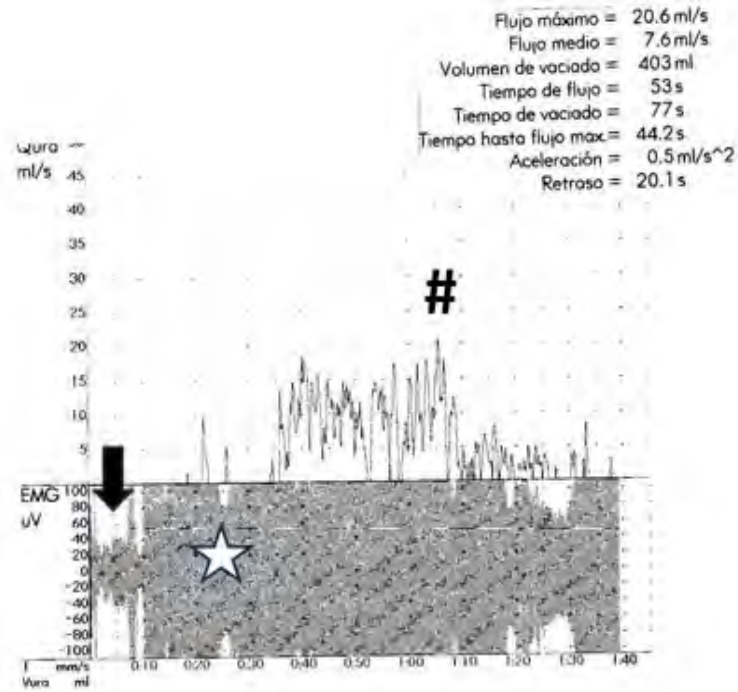 Flujo máximo = 20.6 ml/s
Flujo medio = 7.6 ml/s
Volumen de vaciado = 403 ml
Tiempo de flujo = 53 s
Tiempo de vaciado = 77 s
Tiempo hasta flujo max = 44.2 s
Aceleración = 0.5 ml/s^2
Retraso = 20.1 s
Qura
ml/s
45
40
35
30
#
25
20
15
10
5
EMG 100
uV 80
60
40
20
0
-20
-40
-60
-80
-100
mm/s 0:10 0:20 0:30 0:40 0:50 1:00 1:10 1:20 1:30 1:40
Vura ml